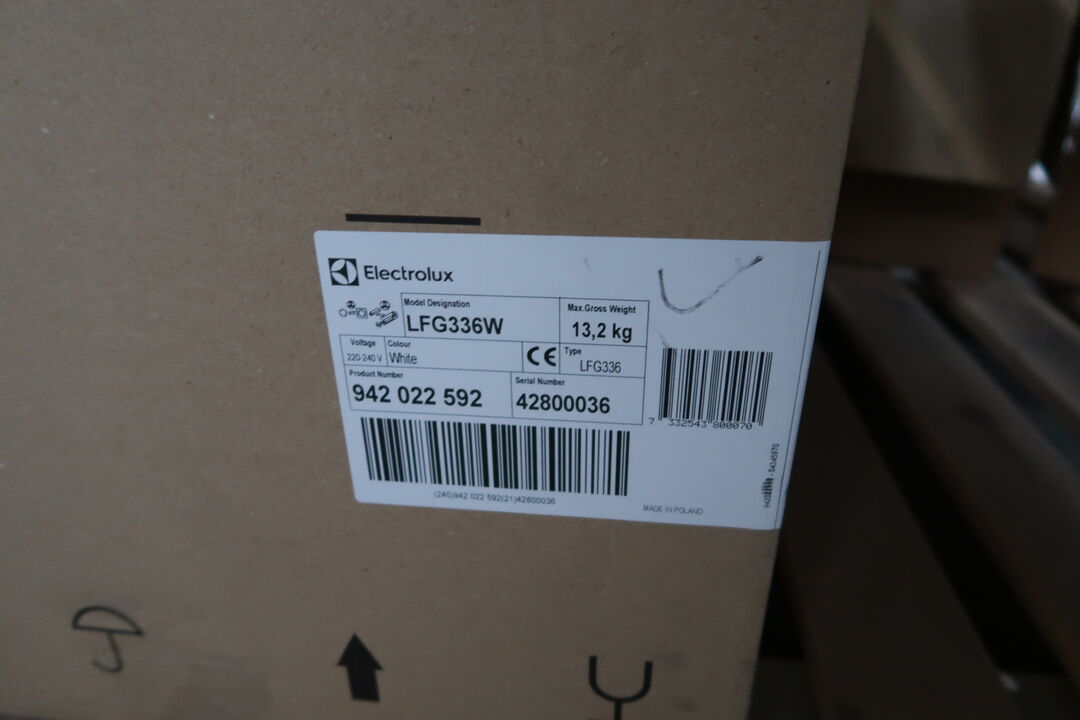 Electrolux
Model Designation
LFG336W
Max.Gross Weight
13,2 kg
Voltage
220-240 V
Colour
White
CE
Type
LFG336
Product Number
942 022 592
Serial Number
42800036
7 332543 800070
(240)942 022 592(21)42800036
MADE IN POLAND